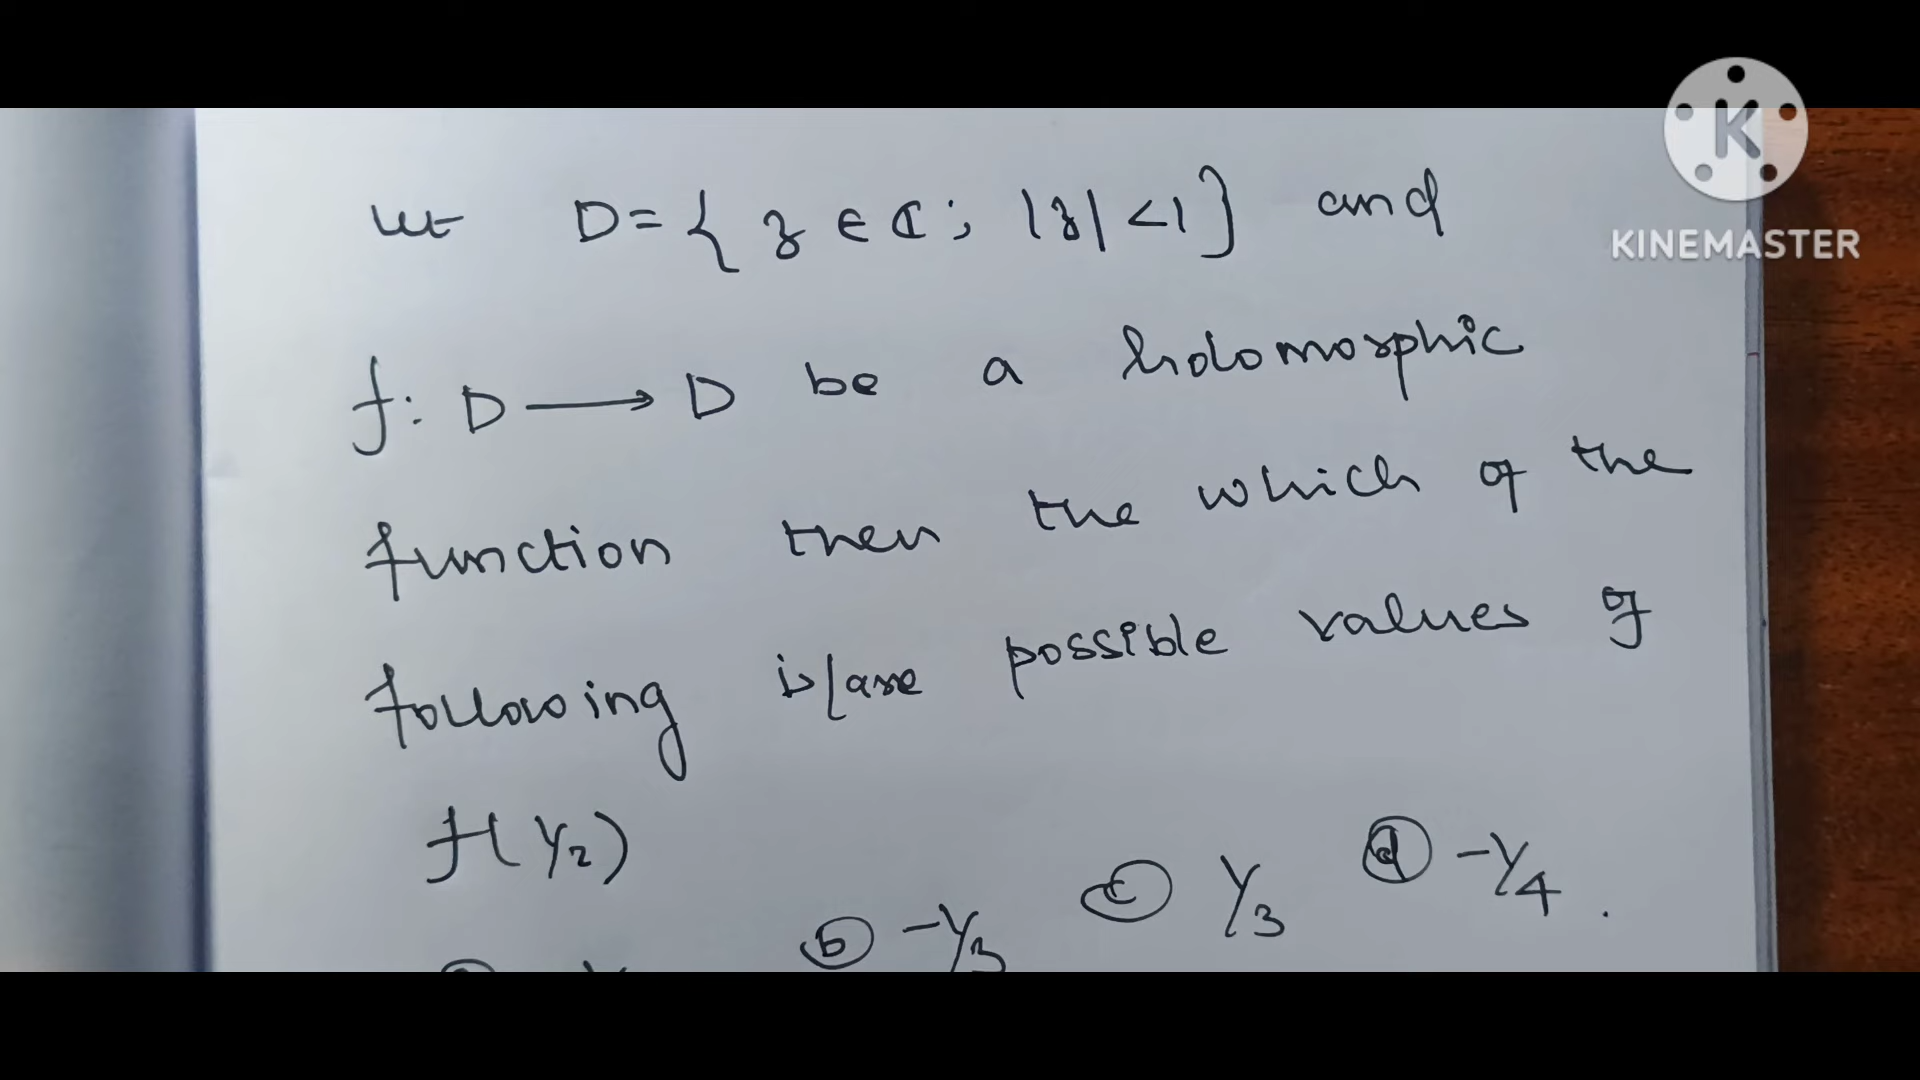 let D = { z ∈ ℂ ; |z| < 1 } and
f: D ⟶ D be a holomorphic
function then the which of the
following is/are possible values of
f(1/2)
ⓑ -1/3 ⓒ 1/3 ⓓ -1/4 .
K
KINEMASTER